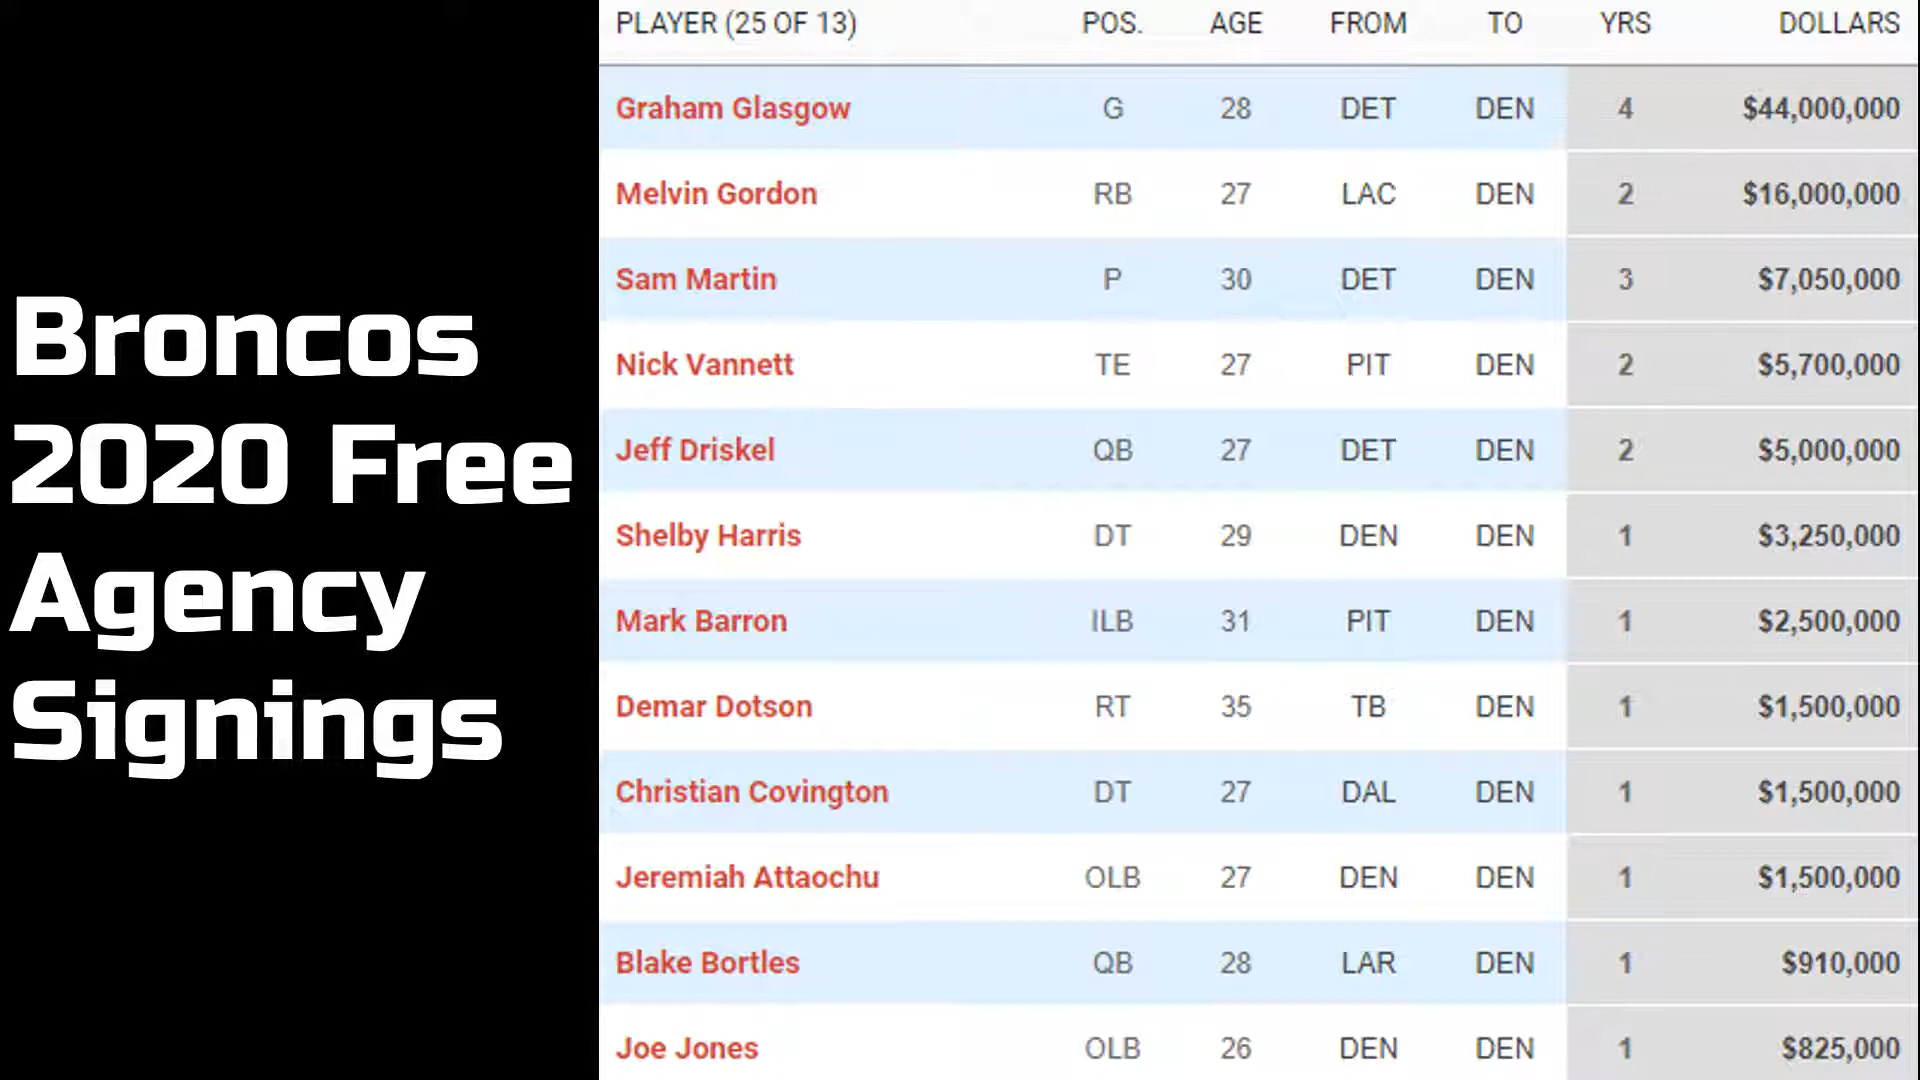 Broncos
2020 Free
Agency
Signings
PLAYER (25 OF 13) POS. AGE FROM TO YRS DOLLARS
Graham Glasgow G 28 DET DEN 4 $44,000,000
Melvin Gordon RB 27 LAC DEN 2 $16,000,000
Sam Martin P 30 DET DEN 3 $7,050,000
Nick Vannett TE 27 PIT DEN 2 $5,700,000
Jeff Driskel QB 27 DET DEN 2 $5,000,000
Shelby Harris DT 29 DEN DEN 1 $3,250,000
Mark Barron ILB 31 PIT DEN 1 $2,500,000
Demar Dotson RT 35 TB DEN 1 $1,500,000
Christian Covington DT 27 DAL DEN 1 $1,500,000
Jeremiah Attaochu OLB 27 DEN DEN 1 $1,500,000
Blake Bortles QB 28 LAR DEN 1 $910,000
Joe Jones OLB 26 DEN DEN 1 $825,000